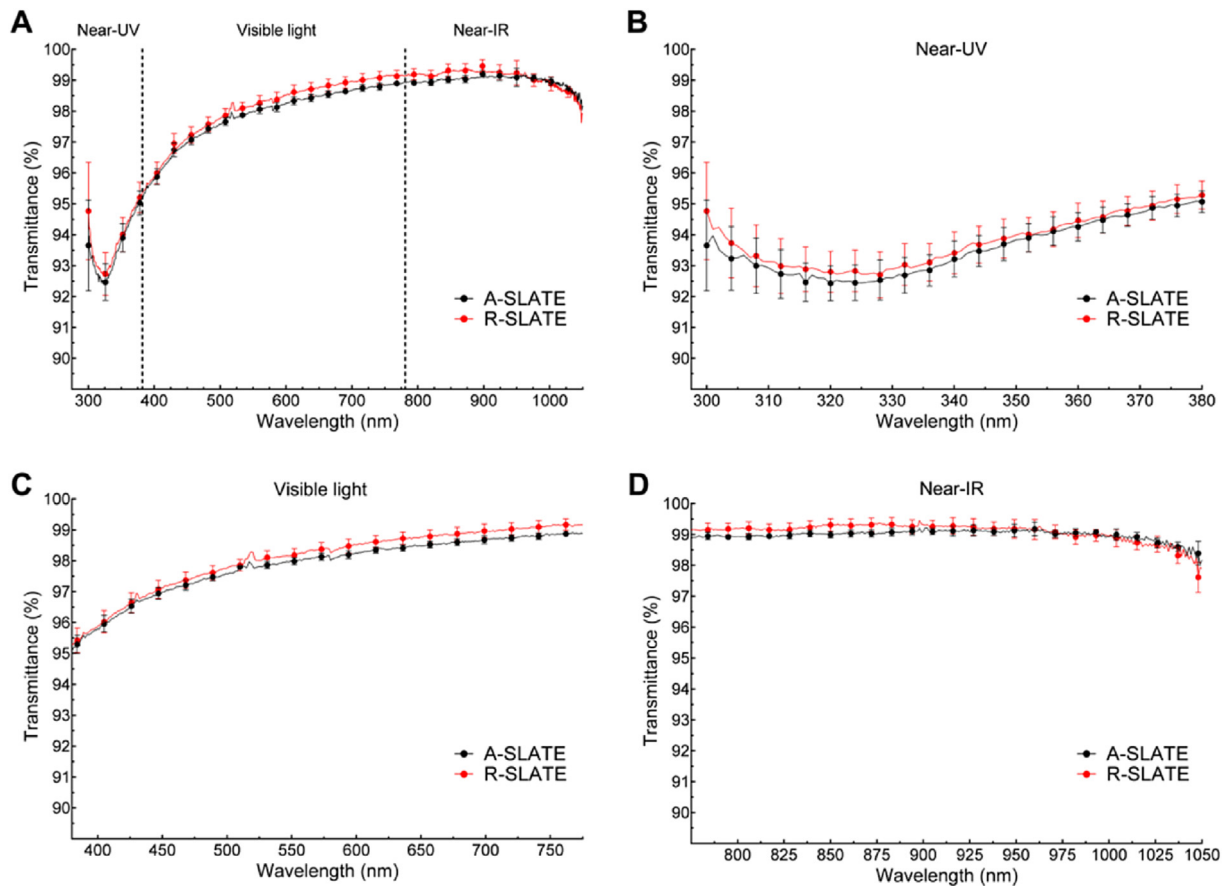 A
Near-UV Visible light Near-IR
100
99
98
97
96
95
94
93
92
91
90
Transmittance (%)
A-SLATE
R-SLATE
300 400 500 600 700 800 900 1000
Wavelength (nm)
B
Near-UV
100
99
98
97
96
95
94
93
92
91
90
Transmittance (%)
A-SLATE
R-SLATE
300 310 320 330 340 350 360 370 380
Wavelength (nm)
C
Visible light
100
99
98
97
96
95
94
93
92
91
90
Transmittance (%)
A-SLATE
R-SLATE
400 450 500 550 600 650 700 750
Wavelength (nm)
D
Near-IR
100
99
98
97
96
95
94
93
92
91
90
Transmittance (%)
A-SLATE
R-SLATE
800 825 850 875 900 925 950 975 1000 1025 1050
Wavelength (nm)